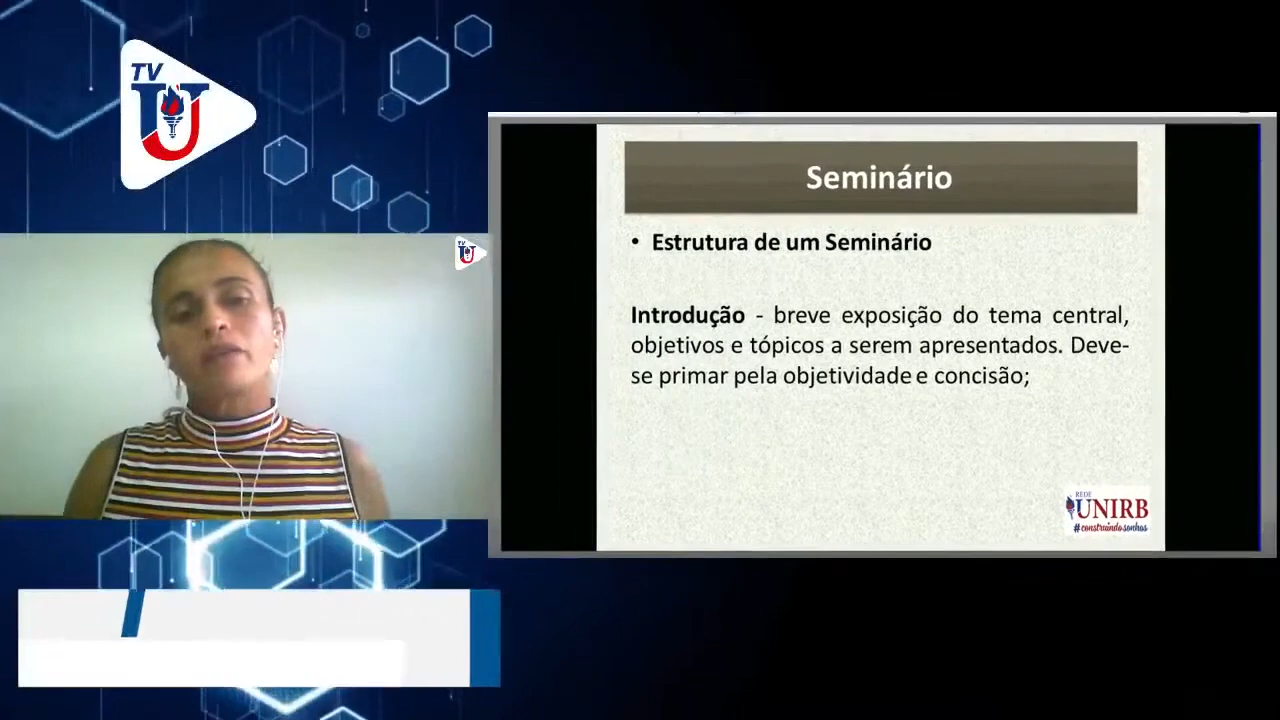 TV
U
TV
U
Seminário
• Estrutura de um Seminário
Introdução - breve exposição do tema central,
objetivos e tópicos a serem apresentados. Deve-
se primar pela objetividade e concisão;
REDE
UNIRB
#construindosonhos